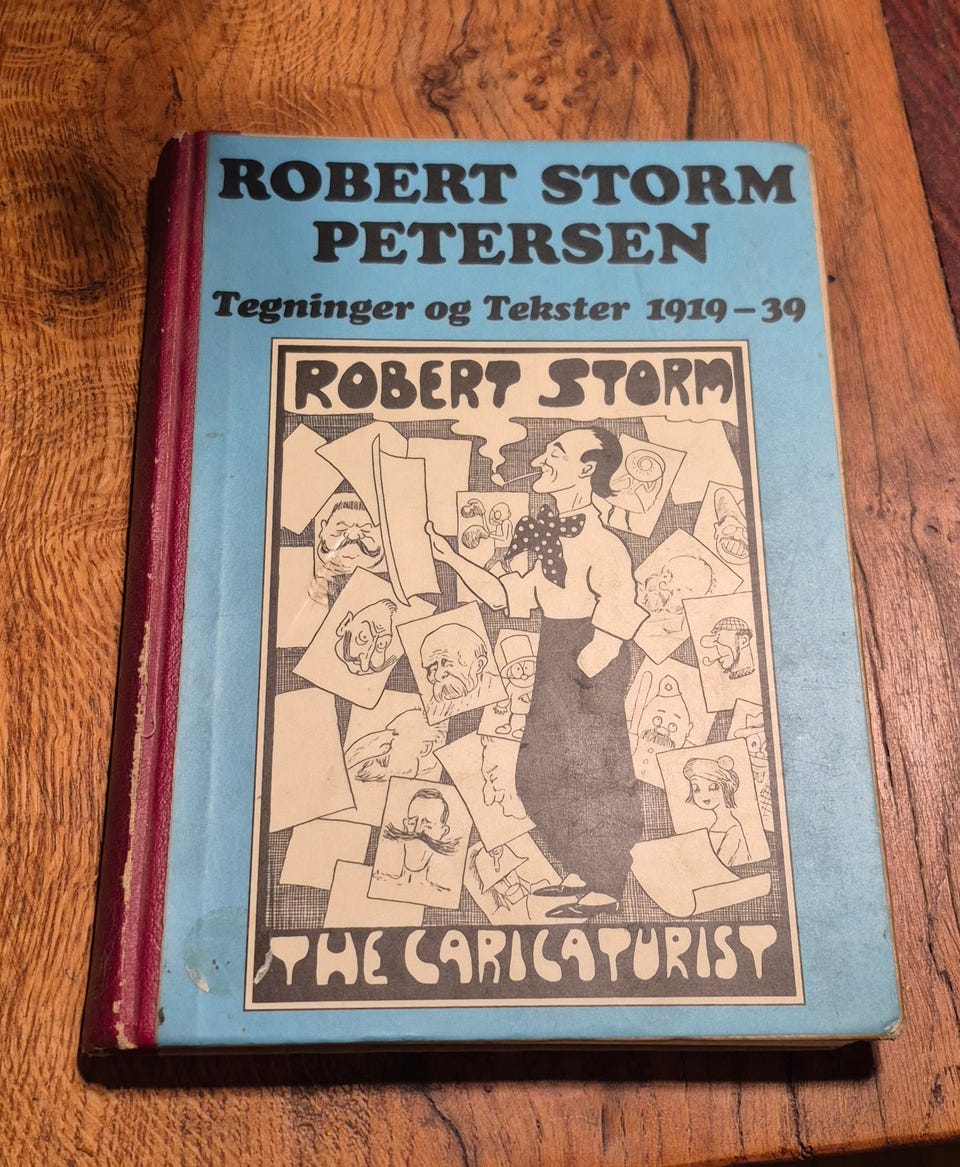 ROBERT STORM
PETERSEN
Tegninger og Tekster 1919–39
ROBERT STORM
THE CARICATURIST